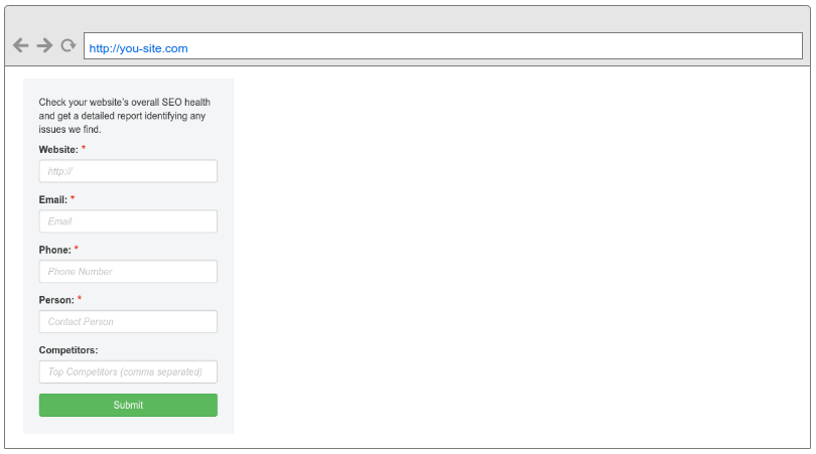 http://you-site.com
Check your website's overall SEO health
and get a detailed report identifying any
issues we find.
Website: *
http://
Email: *
Email
Phone: *
Phone Number
Person: *
Contact Person
Competitors:
Top Competitors (comma separated)
Submit